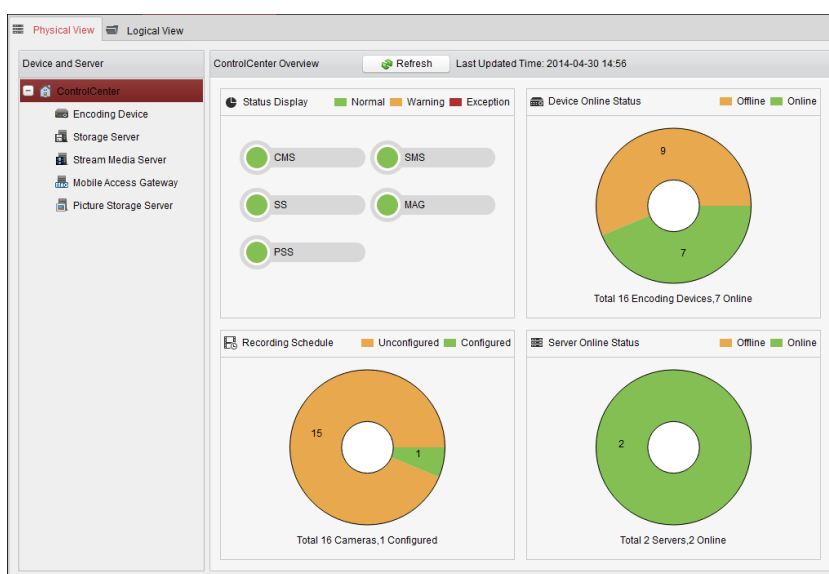 Physical View Logical View
Device and Server
ControlCenter
Encoding Device
Storage Server
Stream Media Server
Mobile Access Gateway
Picture Storage Server
ControlCenter Overview Refresh Last Updated Time: 2014-04-30 14:56
Status Display Normal Warning Exception
CMS SMS
SS MAG
PSS
Device Online Status Offline Online
9
7
Total 16 Encoding Devices,7 Online
Recording Schedule Unconfigured Configured
15
1
Total 16 Cameras,1 Configured
Server Online Status Offline Online
2
Total 2 Servers,2 Online